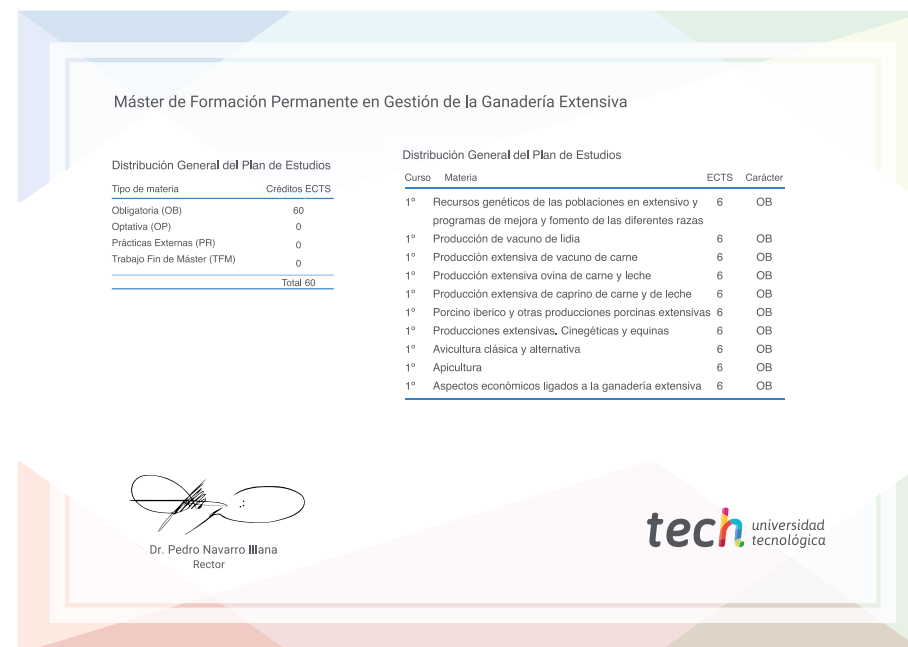 Máster de Formación Permanente en Gestión de la Ganadería Extensiva
Distribución General del Plan de Estudios
Tipo de materia Créditos ECTS
Obligatoria (OB) 60
Optativa (OP) 0
Prácticas Externas (PR) 0
Trabajo Fin de Máster (TFM) 0
Total 60
Distribución General del Plan de Estudios
Curso Materia ECTS Carácter
1º Recursos genéticos de las poblaciones en extensivo y 6 OB
programas de mejora y fomento de las diferentes razas
1º Producción de vacuno de lidia 6 OB
1º Producción extensiva de vacuno de carne 6 OB
1º Producción extensiva ovina de carne y leche 6 OB
1º Producción extensiva de caprino de carne y de leche 6 OB
1º Porcino iberico y otras producciones porcinas extensivas 6 OB
1º Producciones extensivas. Cinegéticas y equinas 6 OB
1º Avicultura clásica y alternativa 6 OB
1º Apicultura 6 OB
1º Aspectos económicos ligados a la ganadería extensiva 6 OB
Dr. Pedro Navarro Illana
Rector
tech universidad
tecnológica